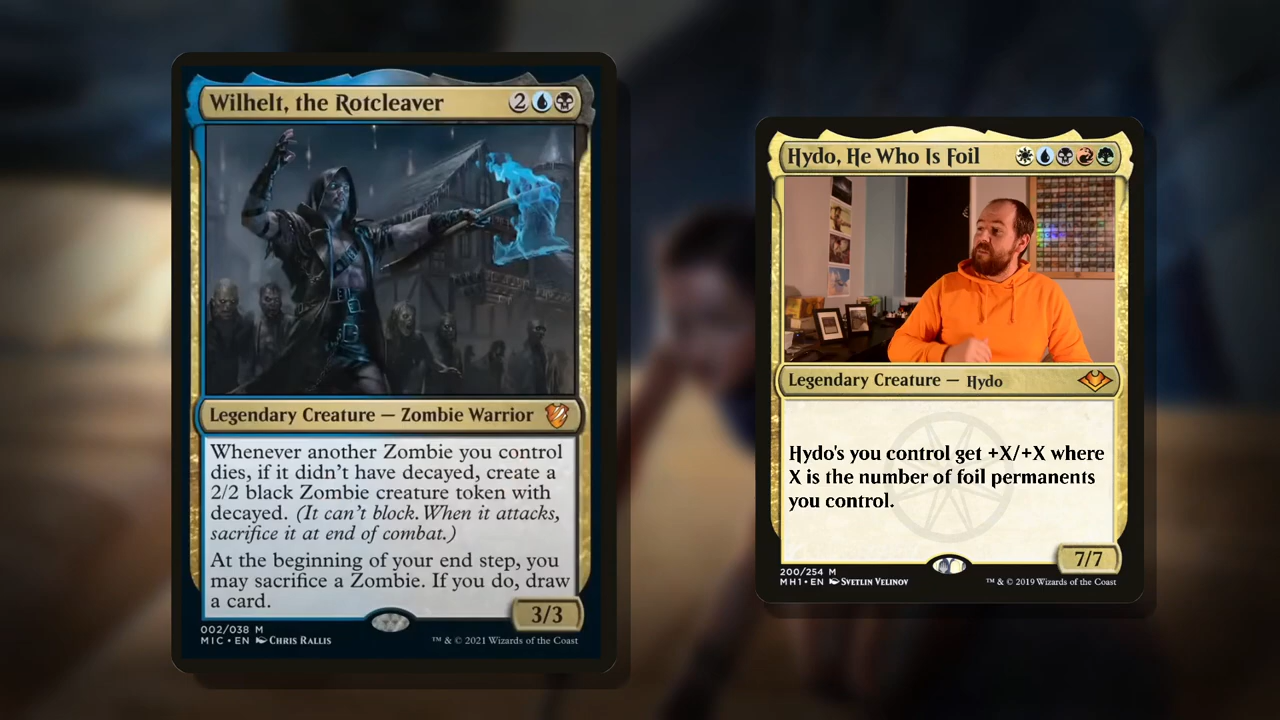 Wilhelt, the Rotcleaver 2
Legendary Creature — Zombie Warrior
Whenever another Zombie you control
dies, if it didn't have decayed, create a
2/2 black Zombie creature token with
decayed. (It can't block. When it attacks,
sacrifice it at end of combat.)
At the beginning of your end step, you
may sacrifice a Zombie. If you do, draw
a card.
3/3
002/038 M
MIC • EN Chris Rallis
™ & © 2021 Wizards of the Coast
Hydo, He Who Is Foil
Legendary Creature — Hydo
Hydo's you control get +X/+X where
X is the number of foil permanents
you control.
7/7
200/254 M
MH1 • EN Svetlin Velinov
™ & © 2019 Wizards of the Coast